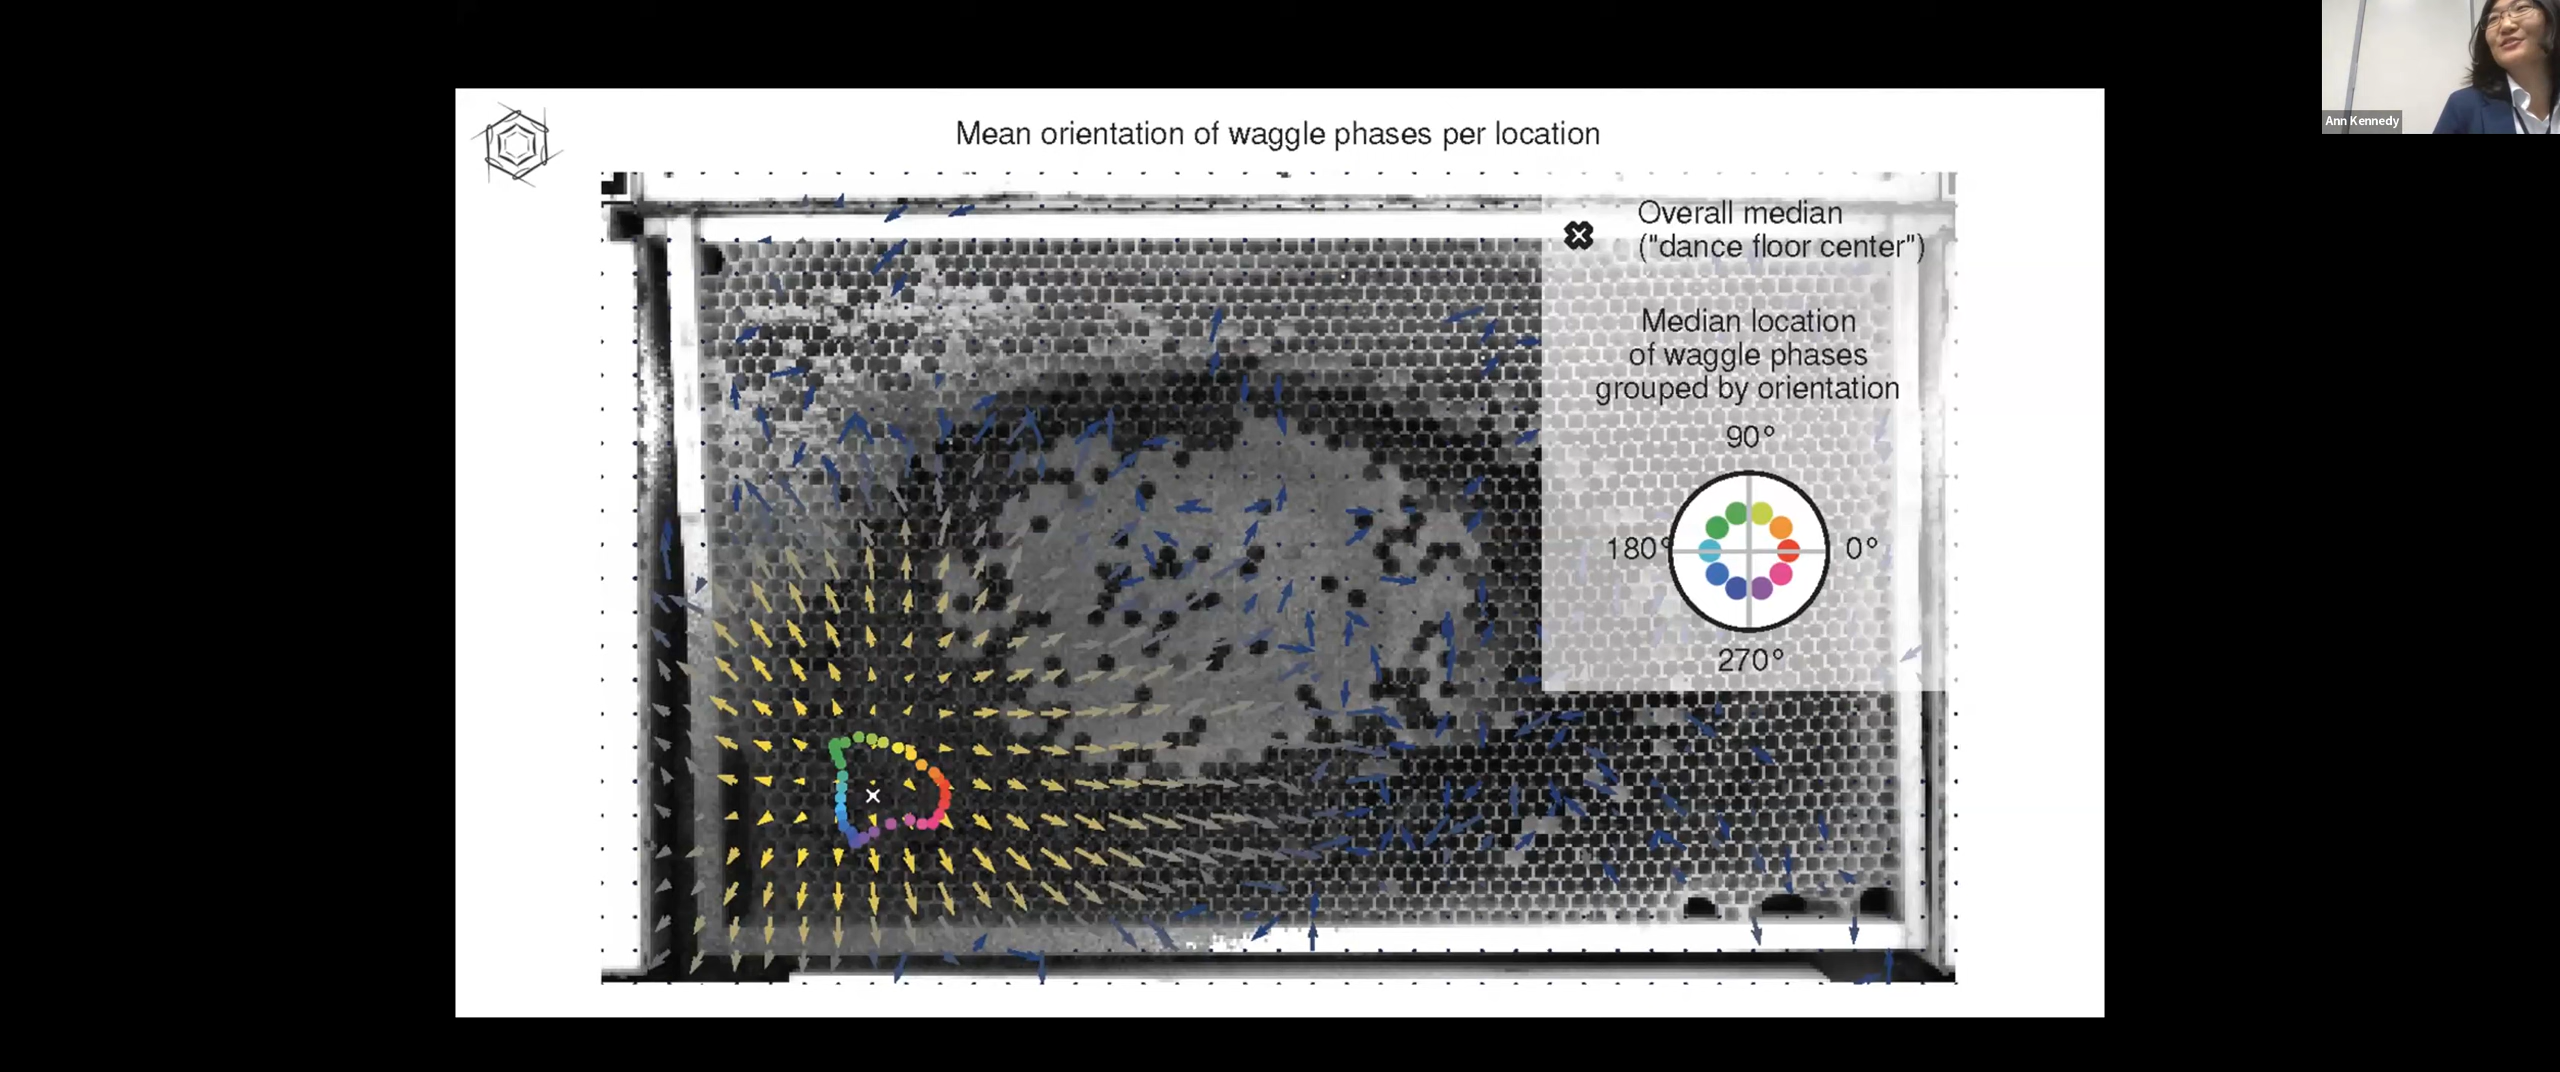 Ann Kennedy
Mean orientation of waggle phases per location
Overall median
("dance floor center")
Median location
of waggle phases
grouped by orientation
90°
180°
0°
270°